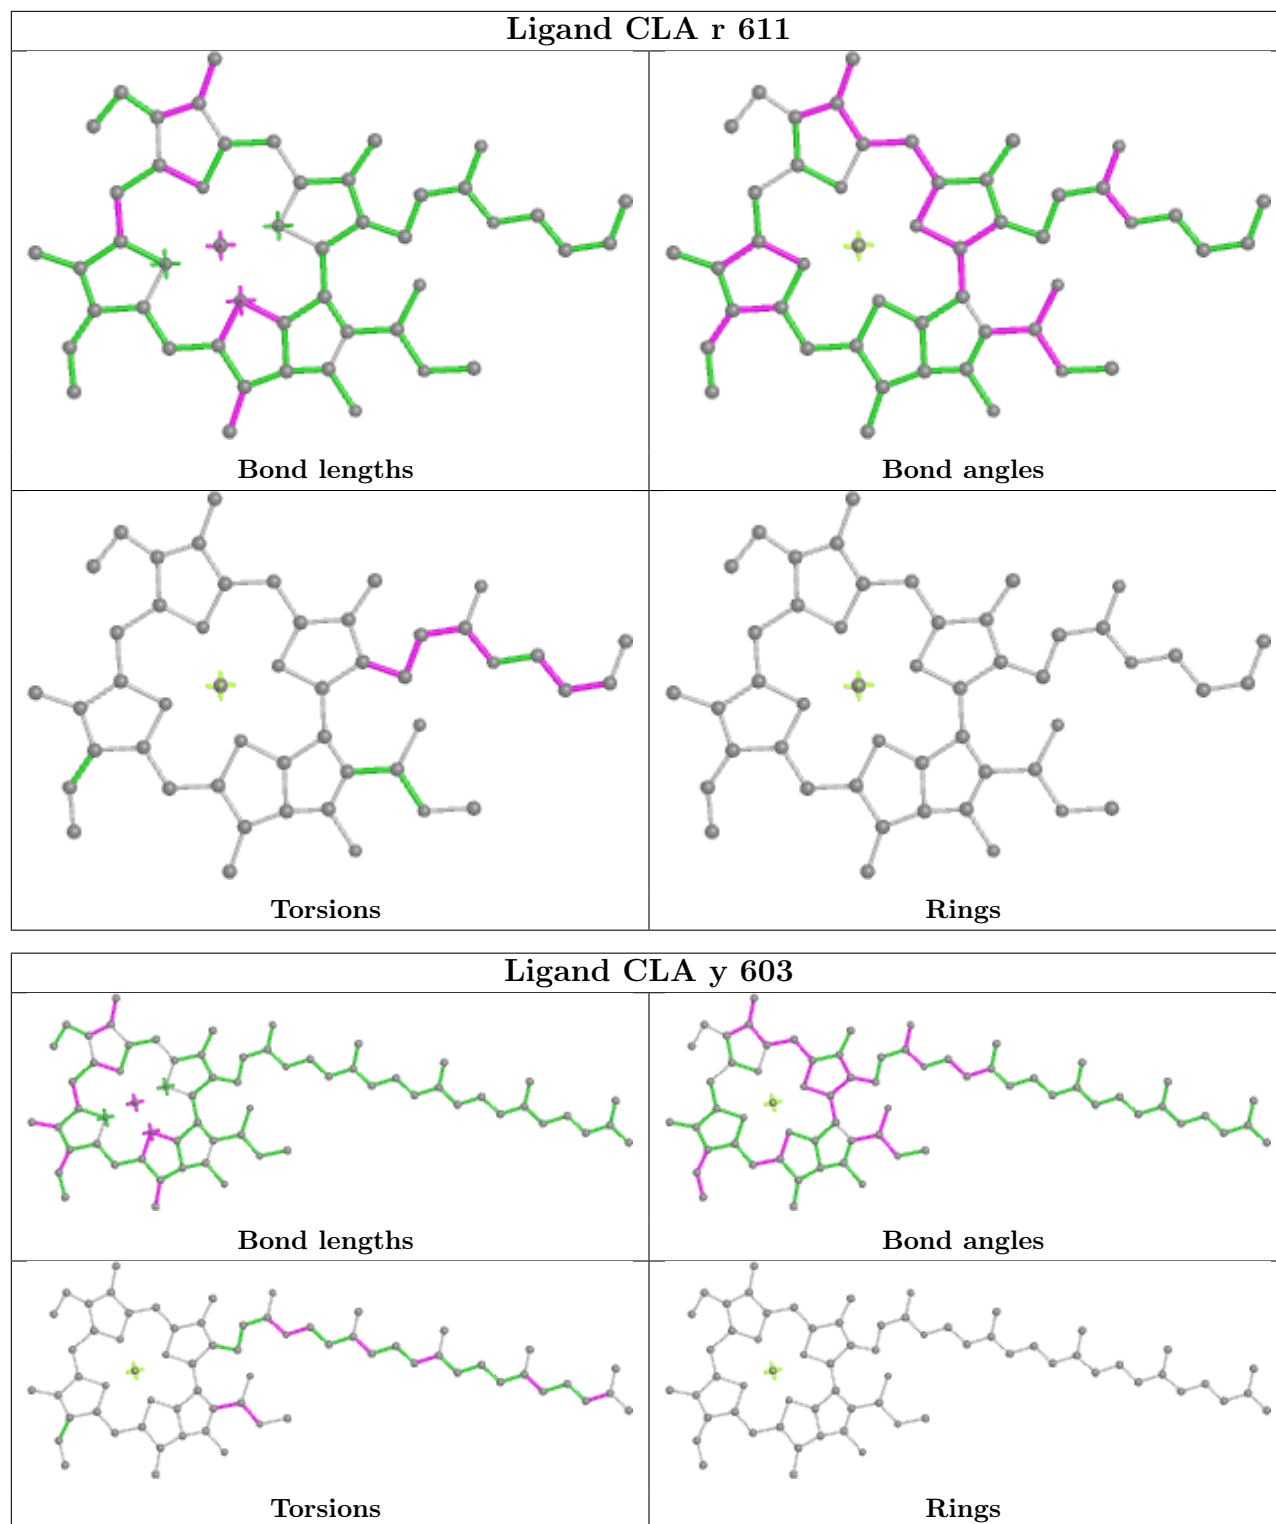 Ligand CLA r 611
Bond lengths
Bond angles
Torsions
Rings
Ligand CLA y 603
Bond lengths
Bond angles
Torsions
Rings